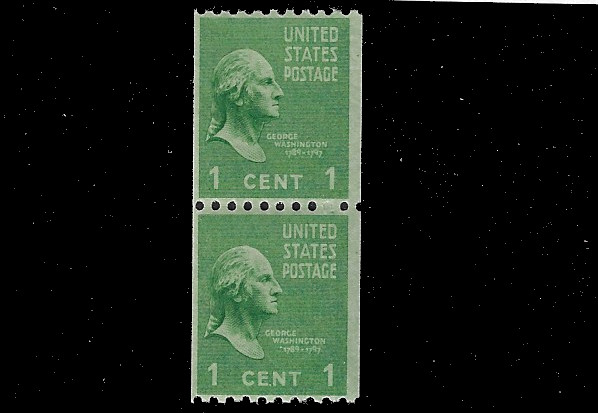 UNITED
STATES
POSTAGE
GEORGE
WASHINGTON
1789-1797
1 CENT 1
UNITED
STATES
POSTAGE
GEORGE
WASHINGTON
1789-1797
1 CENT 1